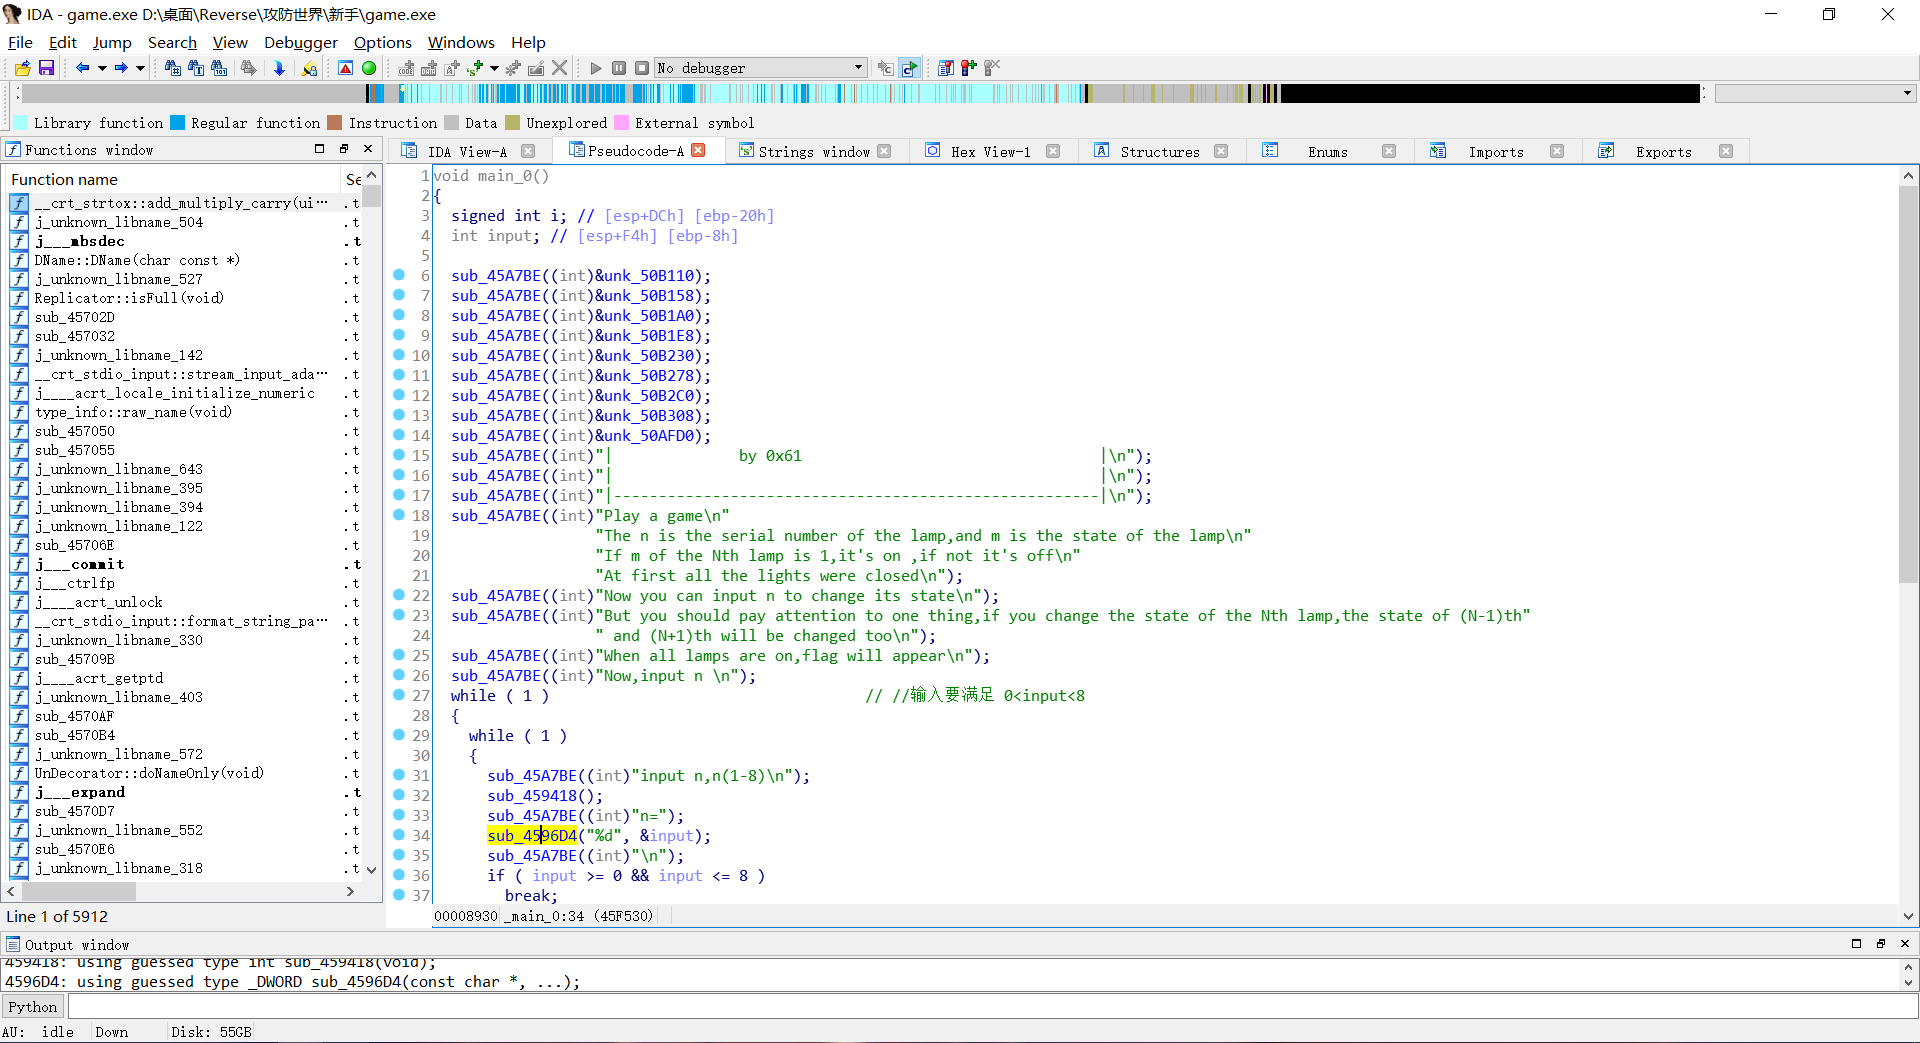 IDA - game.exe D:\桌面\Reverse\攻防世界\新手\game.exe
File Edit Jump Search View Debugger Options Windows Help
No debugger
Library function Regular function Instruction Data Unexplored External symbol
Functions window
IDA View-A Pseudocode-A Strings window Hex View-1 Structures Enums Imports Exports
Function name Se
__crt_strtox::add_multiply_carry(ui… .t
j_unknown_libname_504 .t
j___mbsdec .t
DName::DName(char const *) .t
j_unknown_libname_527 .t
Replicator::isFull(void) .t
sub_45702D .t
sub_457032 .t
j_unknown_libname_142 .t
__crt_stdio_input::stream_input_ada… .t
j____acrt_locale_initialize_numeric .t
type_info::raw_name(void) .t
sub_457050 .t
sub_457055 .t
j_unknown_libname_643 .t
j_unknown_libname_395 .t
j_unknown_libname_394 .t
j_unknown_libname_122 .t
sub_45706E .t
j___commit .t
j___ctrlfp .t
j____acrt_unlock .t
__crt_stdio_input::format_string_pa… .t
j_unknown_libname_330 .t
sub_45709B .t
j____acrt_getptd .t
j_unknown_libname_403 .t
sub_4570AF .t
sub_4570B4 .t
j_unknown_libname_572 .t
UnDecorator::doNameOnly(void) .t
j___expand .t
sub_4570D7 .t
j_unknown_libname_552 .t
sub_4570E6 .t
j_unknown_libname_318 .t
Line 1 of 5912
1 void main_0()
2 {
3 signed int i; // [esp+DCh] [ebp-20h]
4 int input; // [esp+F4h] [ebp-8h]
5
6 sub_45A7BE((int)&unk_50B110);
7 sub_45A7BE((int)&unk_50B158);
8 sub_45A7BE((int)&unk_50B1A0);
9 sub_45A7BE((int)&unk_50B1E8);
10 sub_45A7BE((int)&unk_50B230);
11 sub_45A7BE((int)&unk_50B278);
12 sub_45A7BE((int)&unk_50B2C0);
13 sub_45A7BE((int)&unk_50B308);
14 sub_45A7BE((int)&unk_50AFD0);
15 sub_45A7BE((int)"|              by 0x61                                 |\n");
16 sub_45A7BE((int)"|                                                      |\n");
17 sub_45A7BE((int)"|------------------------------------------------------|\n");
18 sub_45A7BE((int)"Play a game\n"
19 "The n is the serial number of the lamp,and m is the state of the lamp\n"
20 "If m of the Nth lamp is 1,it's on ,if not it's off\n"
21 "At first all the lights were closed\n");
22 sub_45A7BE((int)"Now you can input n to change its state\n");
23 sub_45A7BE((int)"But you should pay attention to one thing,if you change the state of the Nth lamp,the state of (N-1)th"
24 " and (N+1)th will be changed too\n");
25 sub_45A7BE((int)"When all lamps are on,flag will appear\n");
26 sub_45A7BE((int)"Now,input n \n");
27 while ( 1 ) // //输入要满足 0<input<8
28 {
29 while ( 1 )
30 {
31 sub_45A7BE((int)"input n,n(1-8)\n");
32 sub_459418();
33 sub_45A7BE((int)"n=");
34 sub_4596D4("%d", &input);
35 sub_45A7BE((int)"\n");
36 if ( input >= 0 && input <= 8 )
37 break;
00008930 _main_0:34 (45F530)
Output window
459418: using guessed type int sub_459418(void);
4596D4: using guessed type _DWORD sub_4596D4(const char *, ...);
Python
AU: idle Down Disk: 55GB